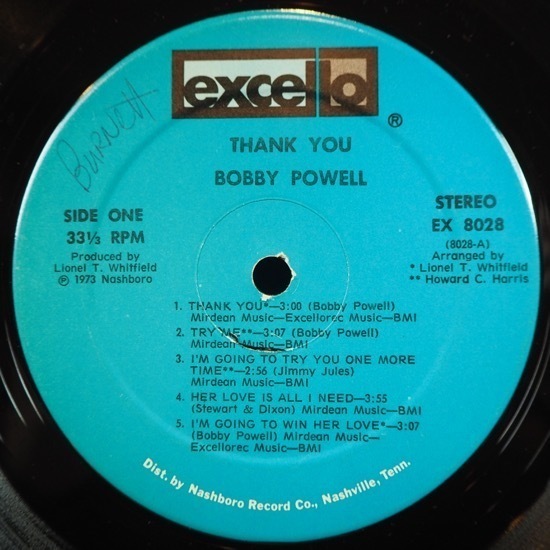 excello
®
THANK YOU
BOBBY POWELL
Burnett
SIDE ONE
33⅓ RPM
Produced by
Lionel T. Whitfield
℗ 1973 Nashboro
STEREO
EX 8028
(8028-A)
Arranged by
* Lionel T. Whitfield
** Howard C. Harris
1. THANK YOU*—3:00 (Bobby Powell)
Mirdean Music—Excellorec Music—BMI
2. TRY ME**—3:07 (Bobby Powell)
Mirdean Music—BMI
3. I'M GOING TO TRY YOU ONE MORE
TIME**—2:56 (Jimmy Jules)
Mirdean Music—BMI
4. HER LOVE IS ALL I NEED—3:55
(Stewart & Dixon) Mirdean Music—BMI
5. I'M GOING TO WIN HER LOVE*—3:07
(Bobby Powell) Mirdean Music—
Excellorec Music—BMI
Dist. by Nashboro Record Co., Nashville, Tenn.